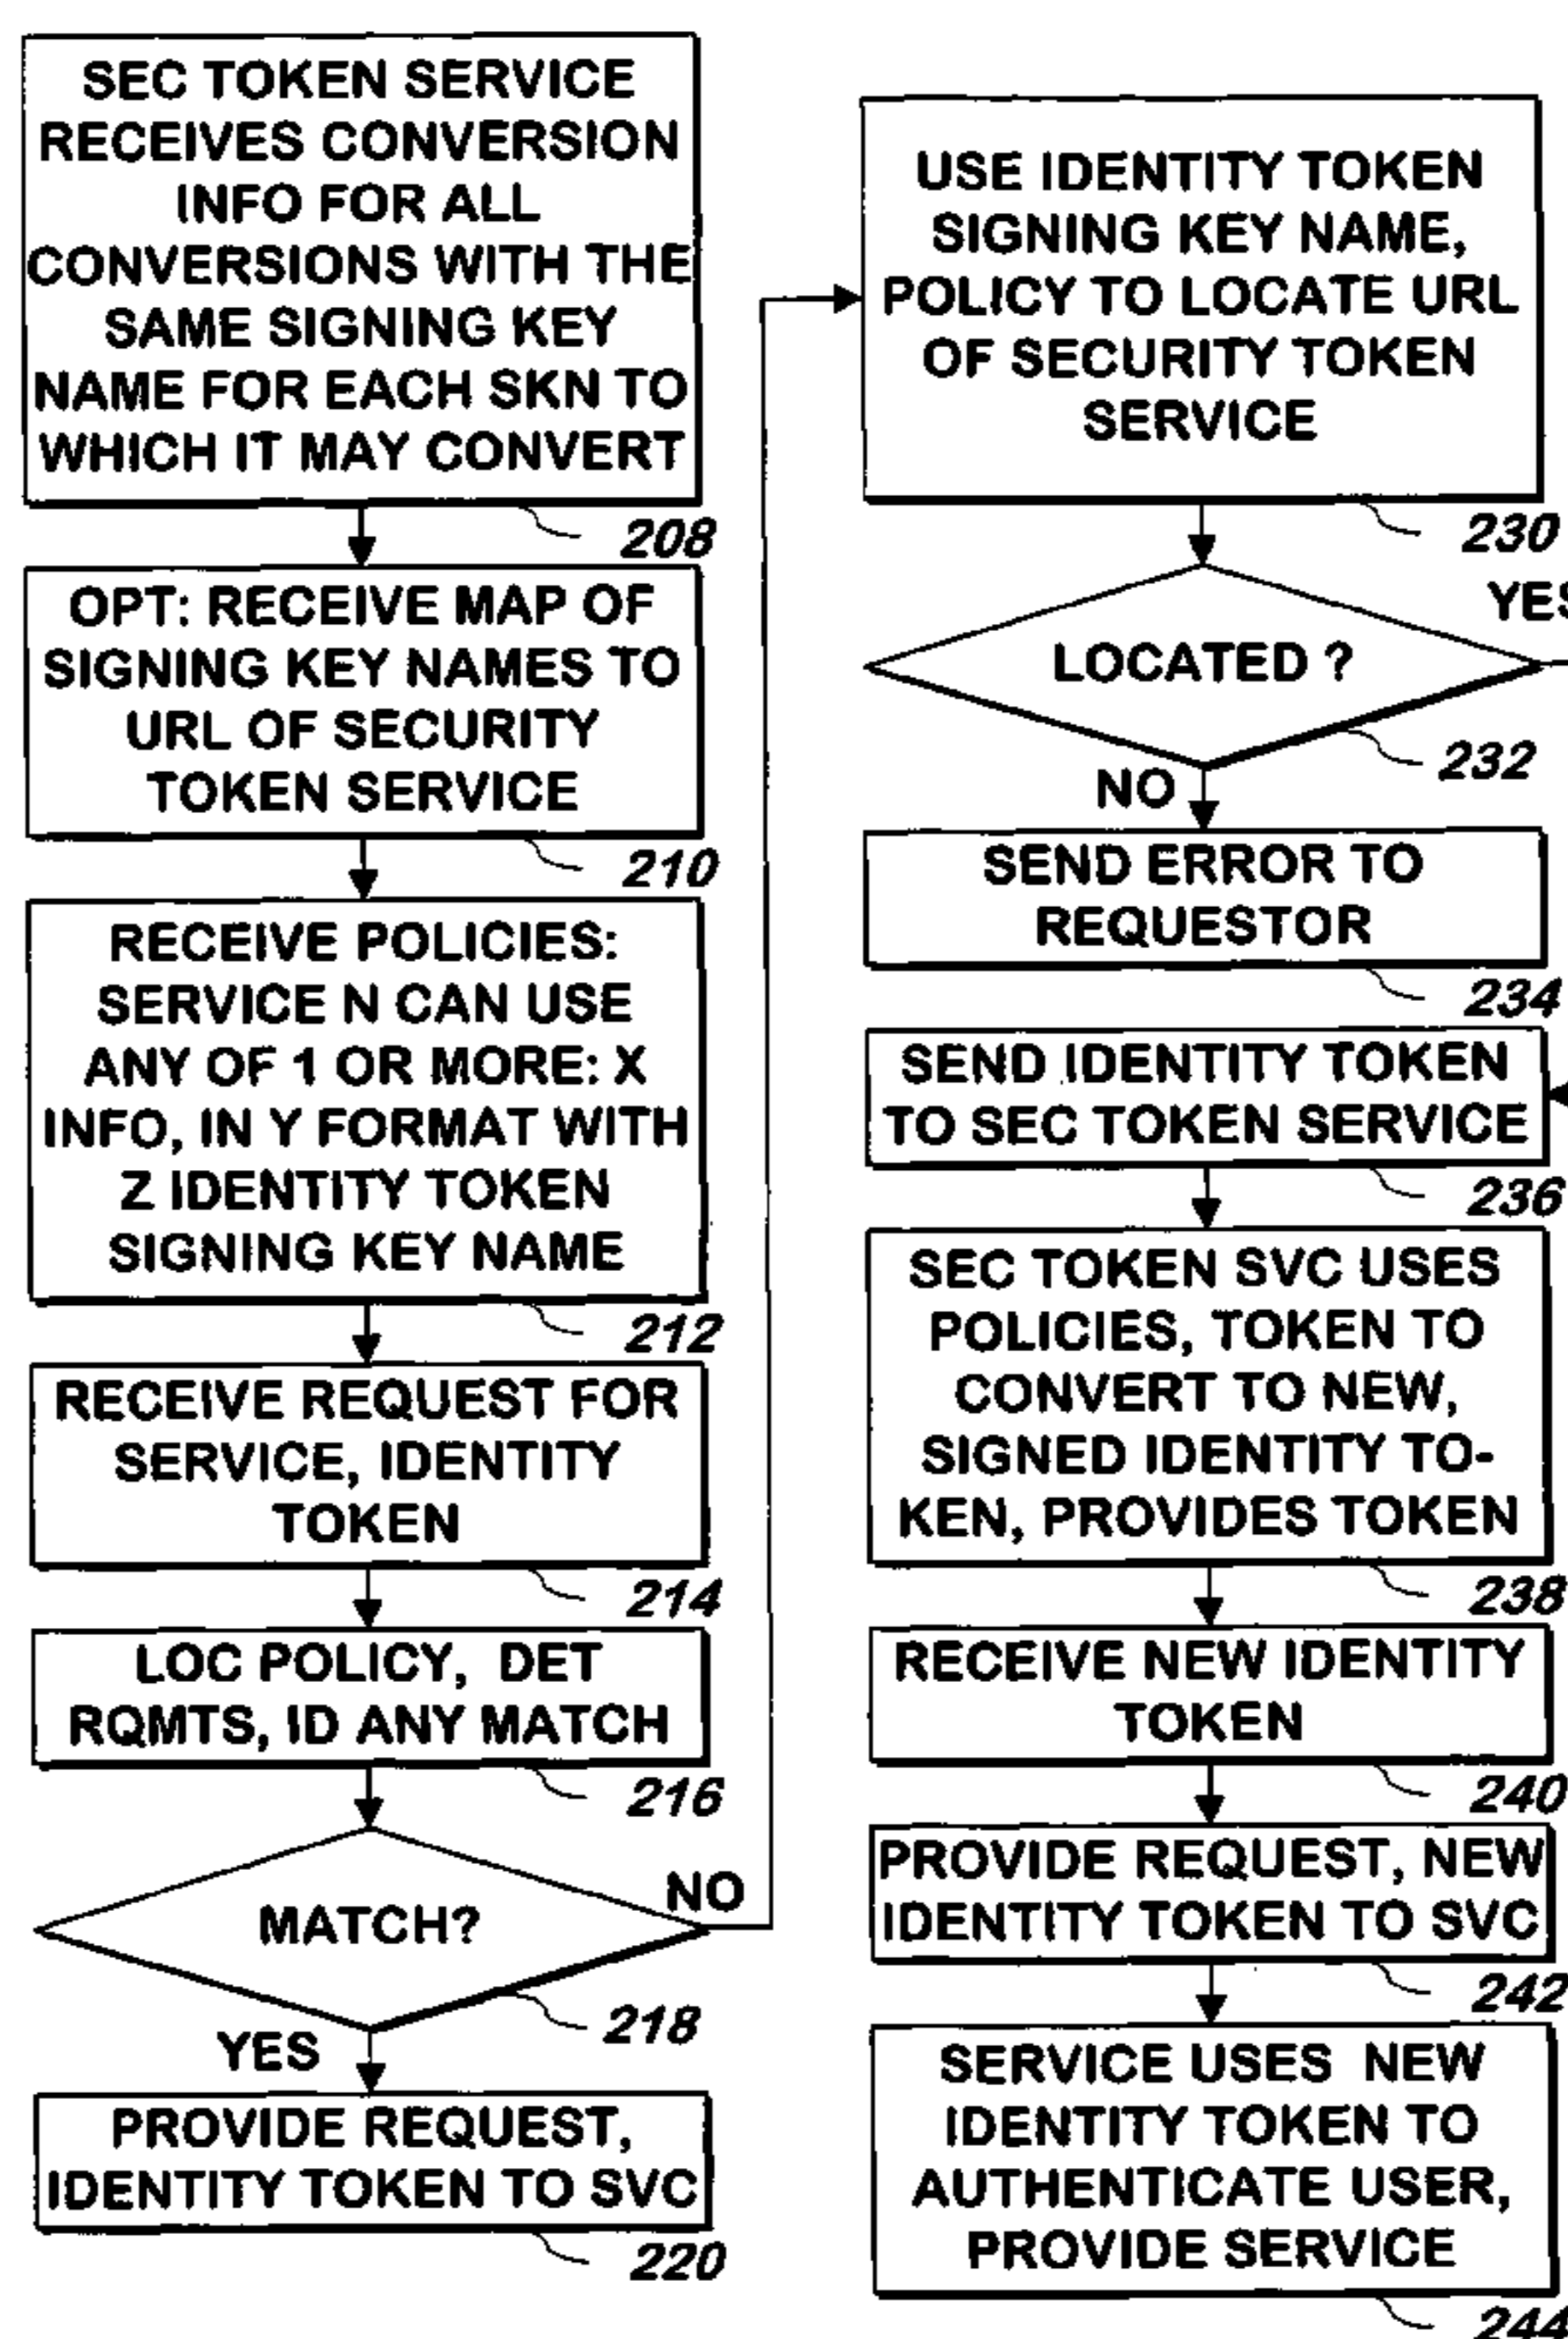 SEC TOKEN SERVICE
RECEIVES CONVERSION
INFO FOR ALL
CONVERSIONS WITH THE
SAME SIGNING KEY
NAME FOR EACH SKN TO
WHICH IT MAY CONVERT
208
OPT: RECEIVE MAP OF
SIGNING KEY NAMES TO
URL OF SECURITY
TOKEN SERVICE
210
RECEIVE POLICIES:
SERVICE N CAN USE
ANY OF 1 OR MORE: X
INFO, IN Y FORMAT WITH
Z IDENTITY TOKEN
SIGNING KEY NAME
212
RECEIVE REQUEST FOR
SERVICE, IDENTITY
TOKEN
214
LOC POLICY, DET
RQMTS, ID ANY MATCH
216
MATCH?
NO
218
YES
PROVIDE REQUEST,
IDENTITY TOKEN TO SVC
220
USE IDENTITY TOKEN
SIGNING KEY NAME,
POLICY TO LOCATE URL
OF SECURITY TOKEN
SERVICE
230
YES
LOCATED ?
232
NO
SEND ERROR TO
REQUESTOR
234
SEND IDENTITY TOKEN
TO SEC TOKEN SERVICE
236
SEC TOKEN SVC USES
POLICIES, TOKEN TO
CONVERT TO NEW,
SIGNED IDENTITY TO-
KEN, PROVIDES TOKEN
238
RECEIVE NEW IDENTITY
TOKEN
240
PROVIDE REQUEST, NEW
IDENTITY TOKEN TO SVC
242
SERVICE USES NEW
IDENTITY TOKEN TO
AUTHENTICATE USER,
PROVIDE SERVICE
244